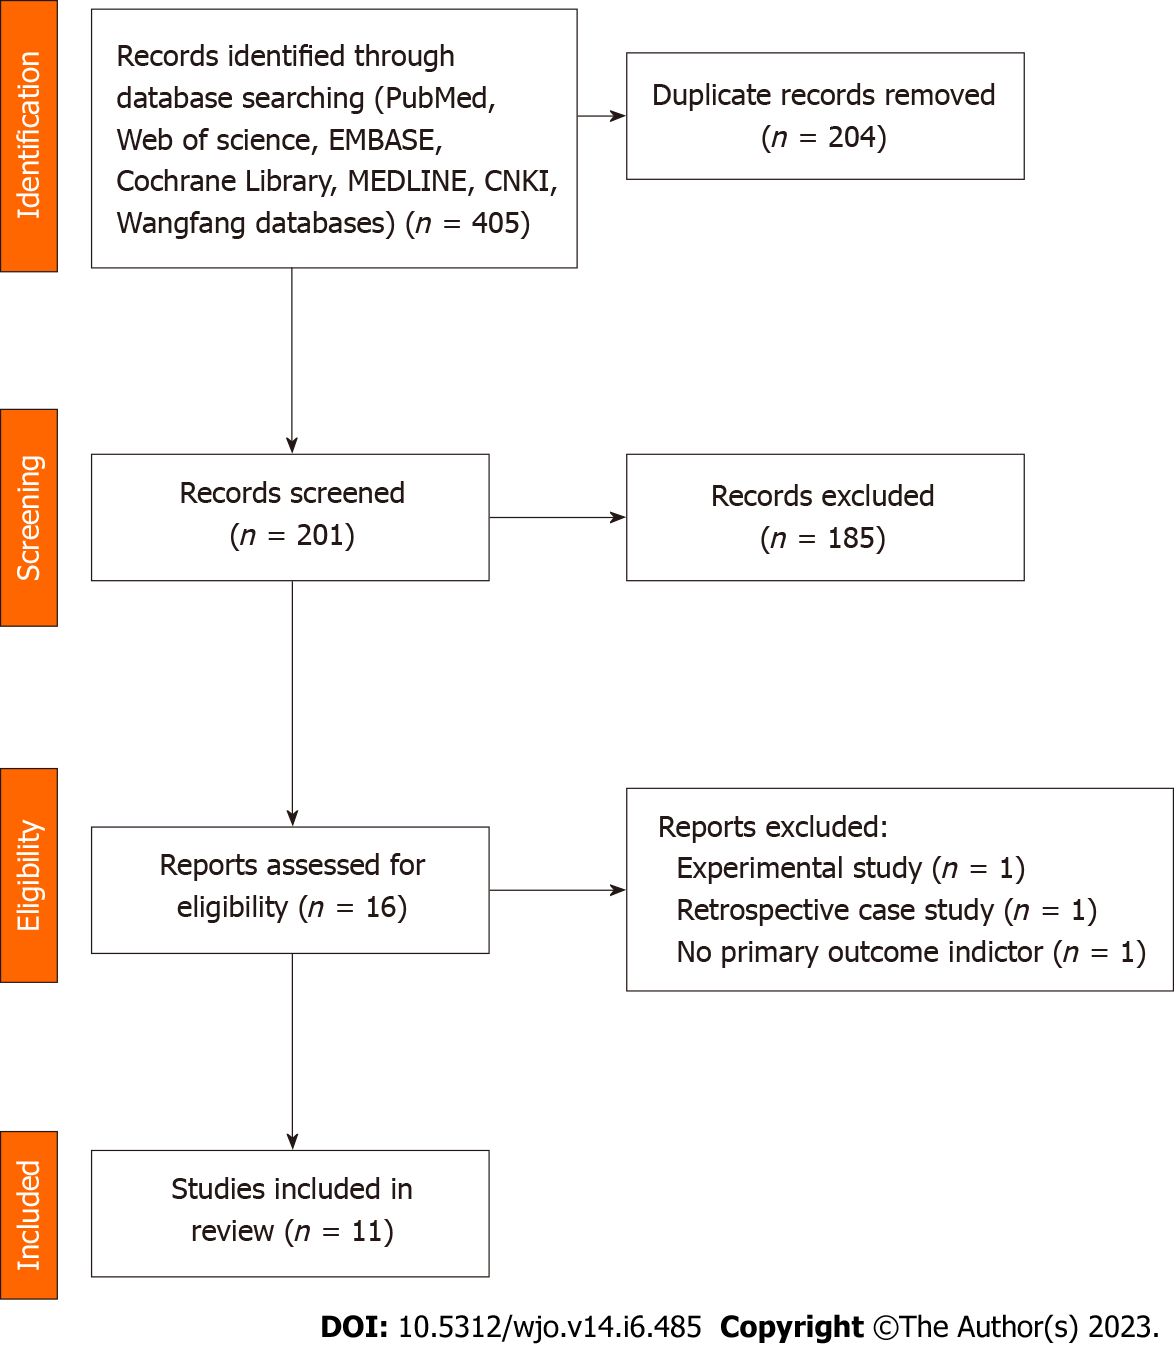 Identification
Records identified through
database searching (PubMed,
Web of science, EMBASE,
Cochrane Library, MEDLINE, CNKI,
Wangfang databases) (n = 405)
Duplicate records removed
(n = 204)
Screening
Records screened
(n = 201)
Records excluded
(n = 185)
Eligibility
Reports assessed for
eligibility (n = 16)
Reports excluded:
Experimental study (n = 1)
Retrospective case study (n = 1)
No primary outcome indictor (n = 1)
Included
Studies included in
review (n = 11)
DOI: 10.5312/wjo.v14.i6.485 Copyright ©The Author(s) 2023.